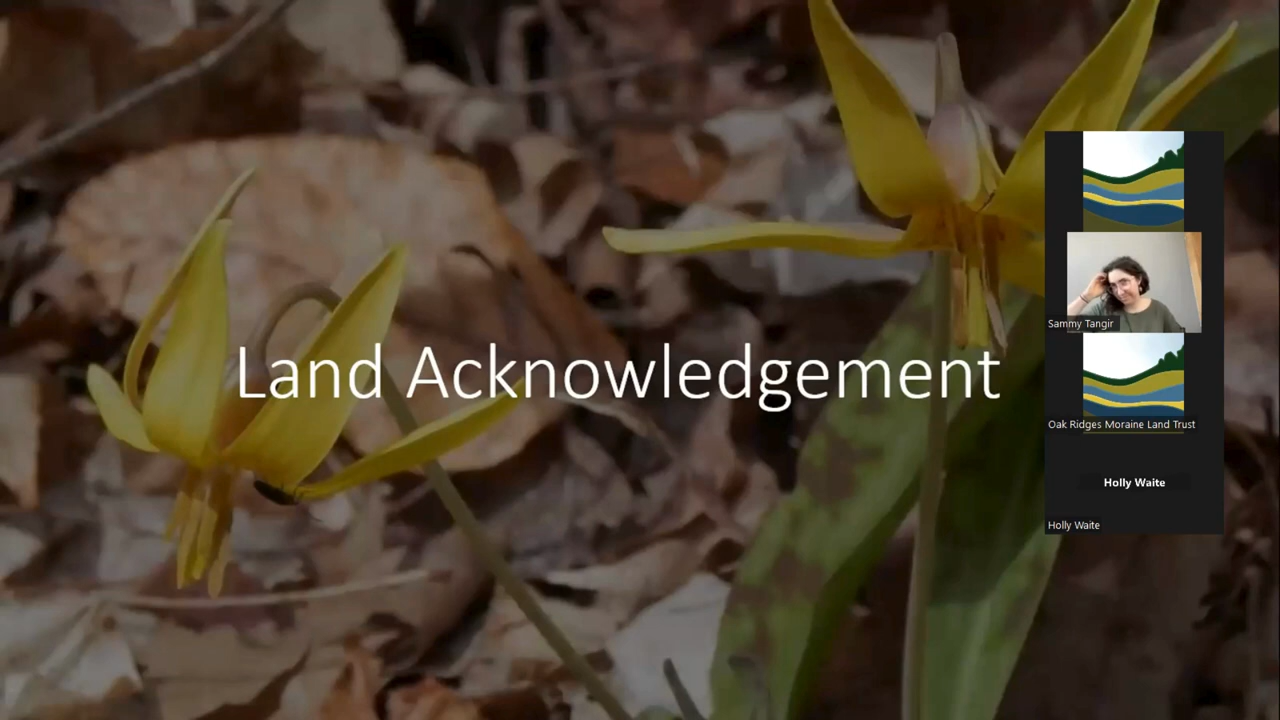 Land Acknowledgement
Sammy Tangir
Oak Ridges Moraine Land Trust
Holly Waite
Holly Waite